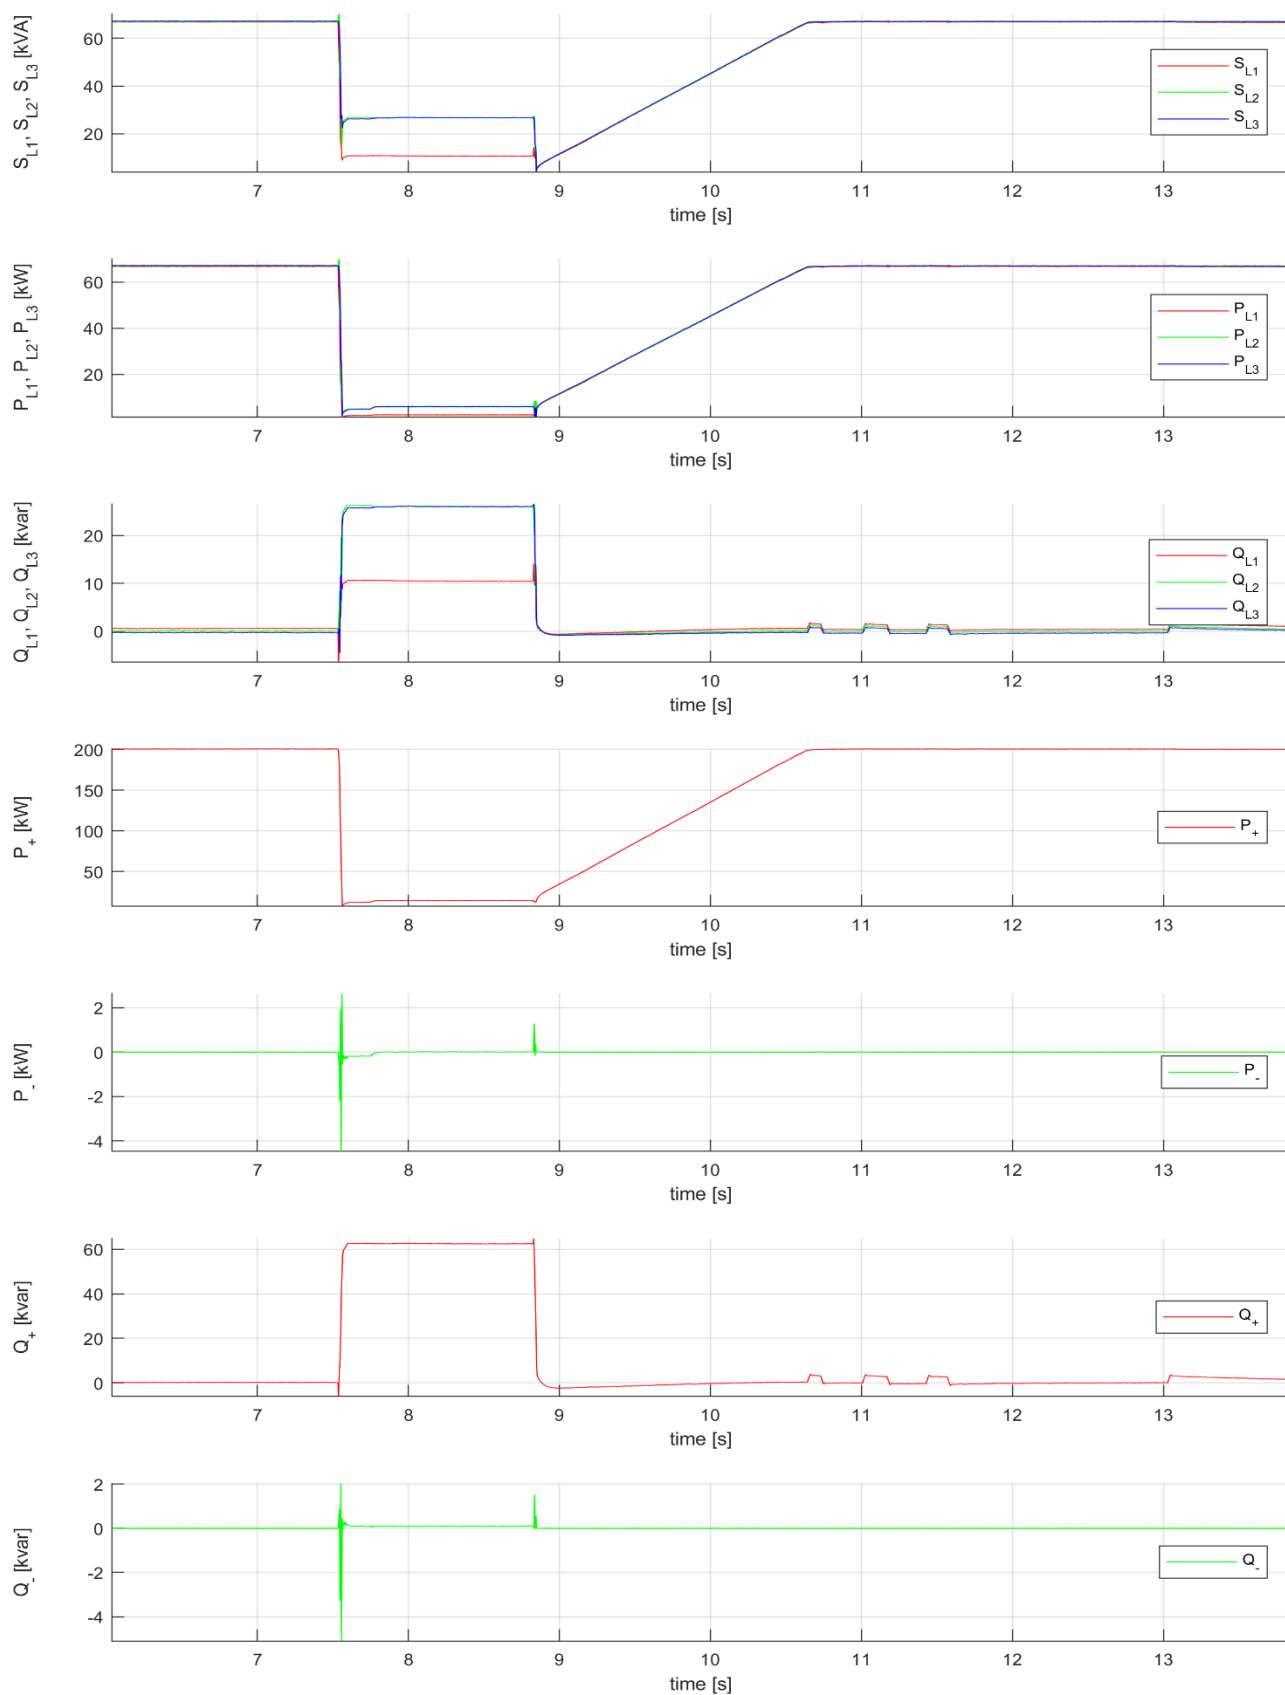 S_L1, S_L2, S_L3 [kVA]
60
40
20
S_L1
S_L2
S_L3
7 8 9 10 11 12 13
time [s]
P_L1, P_L2, P_L3 [kW]
60
40
20
P_L1
P_L2
P_L3
7 8 9 10 11 12 13
time [s]
Q_L1, Q_L2, Q_L3 [kvar]
20
10
0
Q_L1
Q_L2
Q_L3
7 8 9 10 11 12 13
time [s]
P_+ [kW]
200
150
100
50
P_+
7 8 9 10 11 12 13
time [s]
P_- [kW]
2
0
-2
-4
P_-
7 8 9 10 11 12 13
time [s]
Q_+ [kvar]
60
40
20
0
Q_+
7 8 9 10 11 12 13
time [s]
Q_- [kvar]
2
0
-2
-4
Q_-
7 8 9 10 11 12 13
time [s]